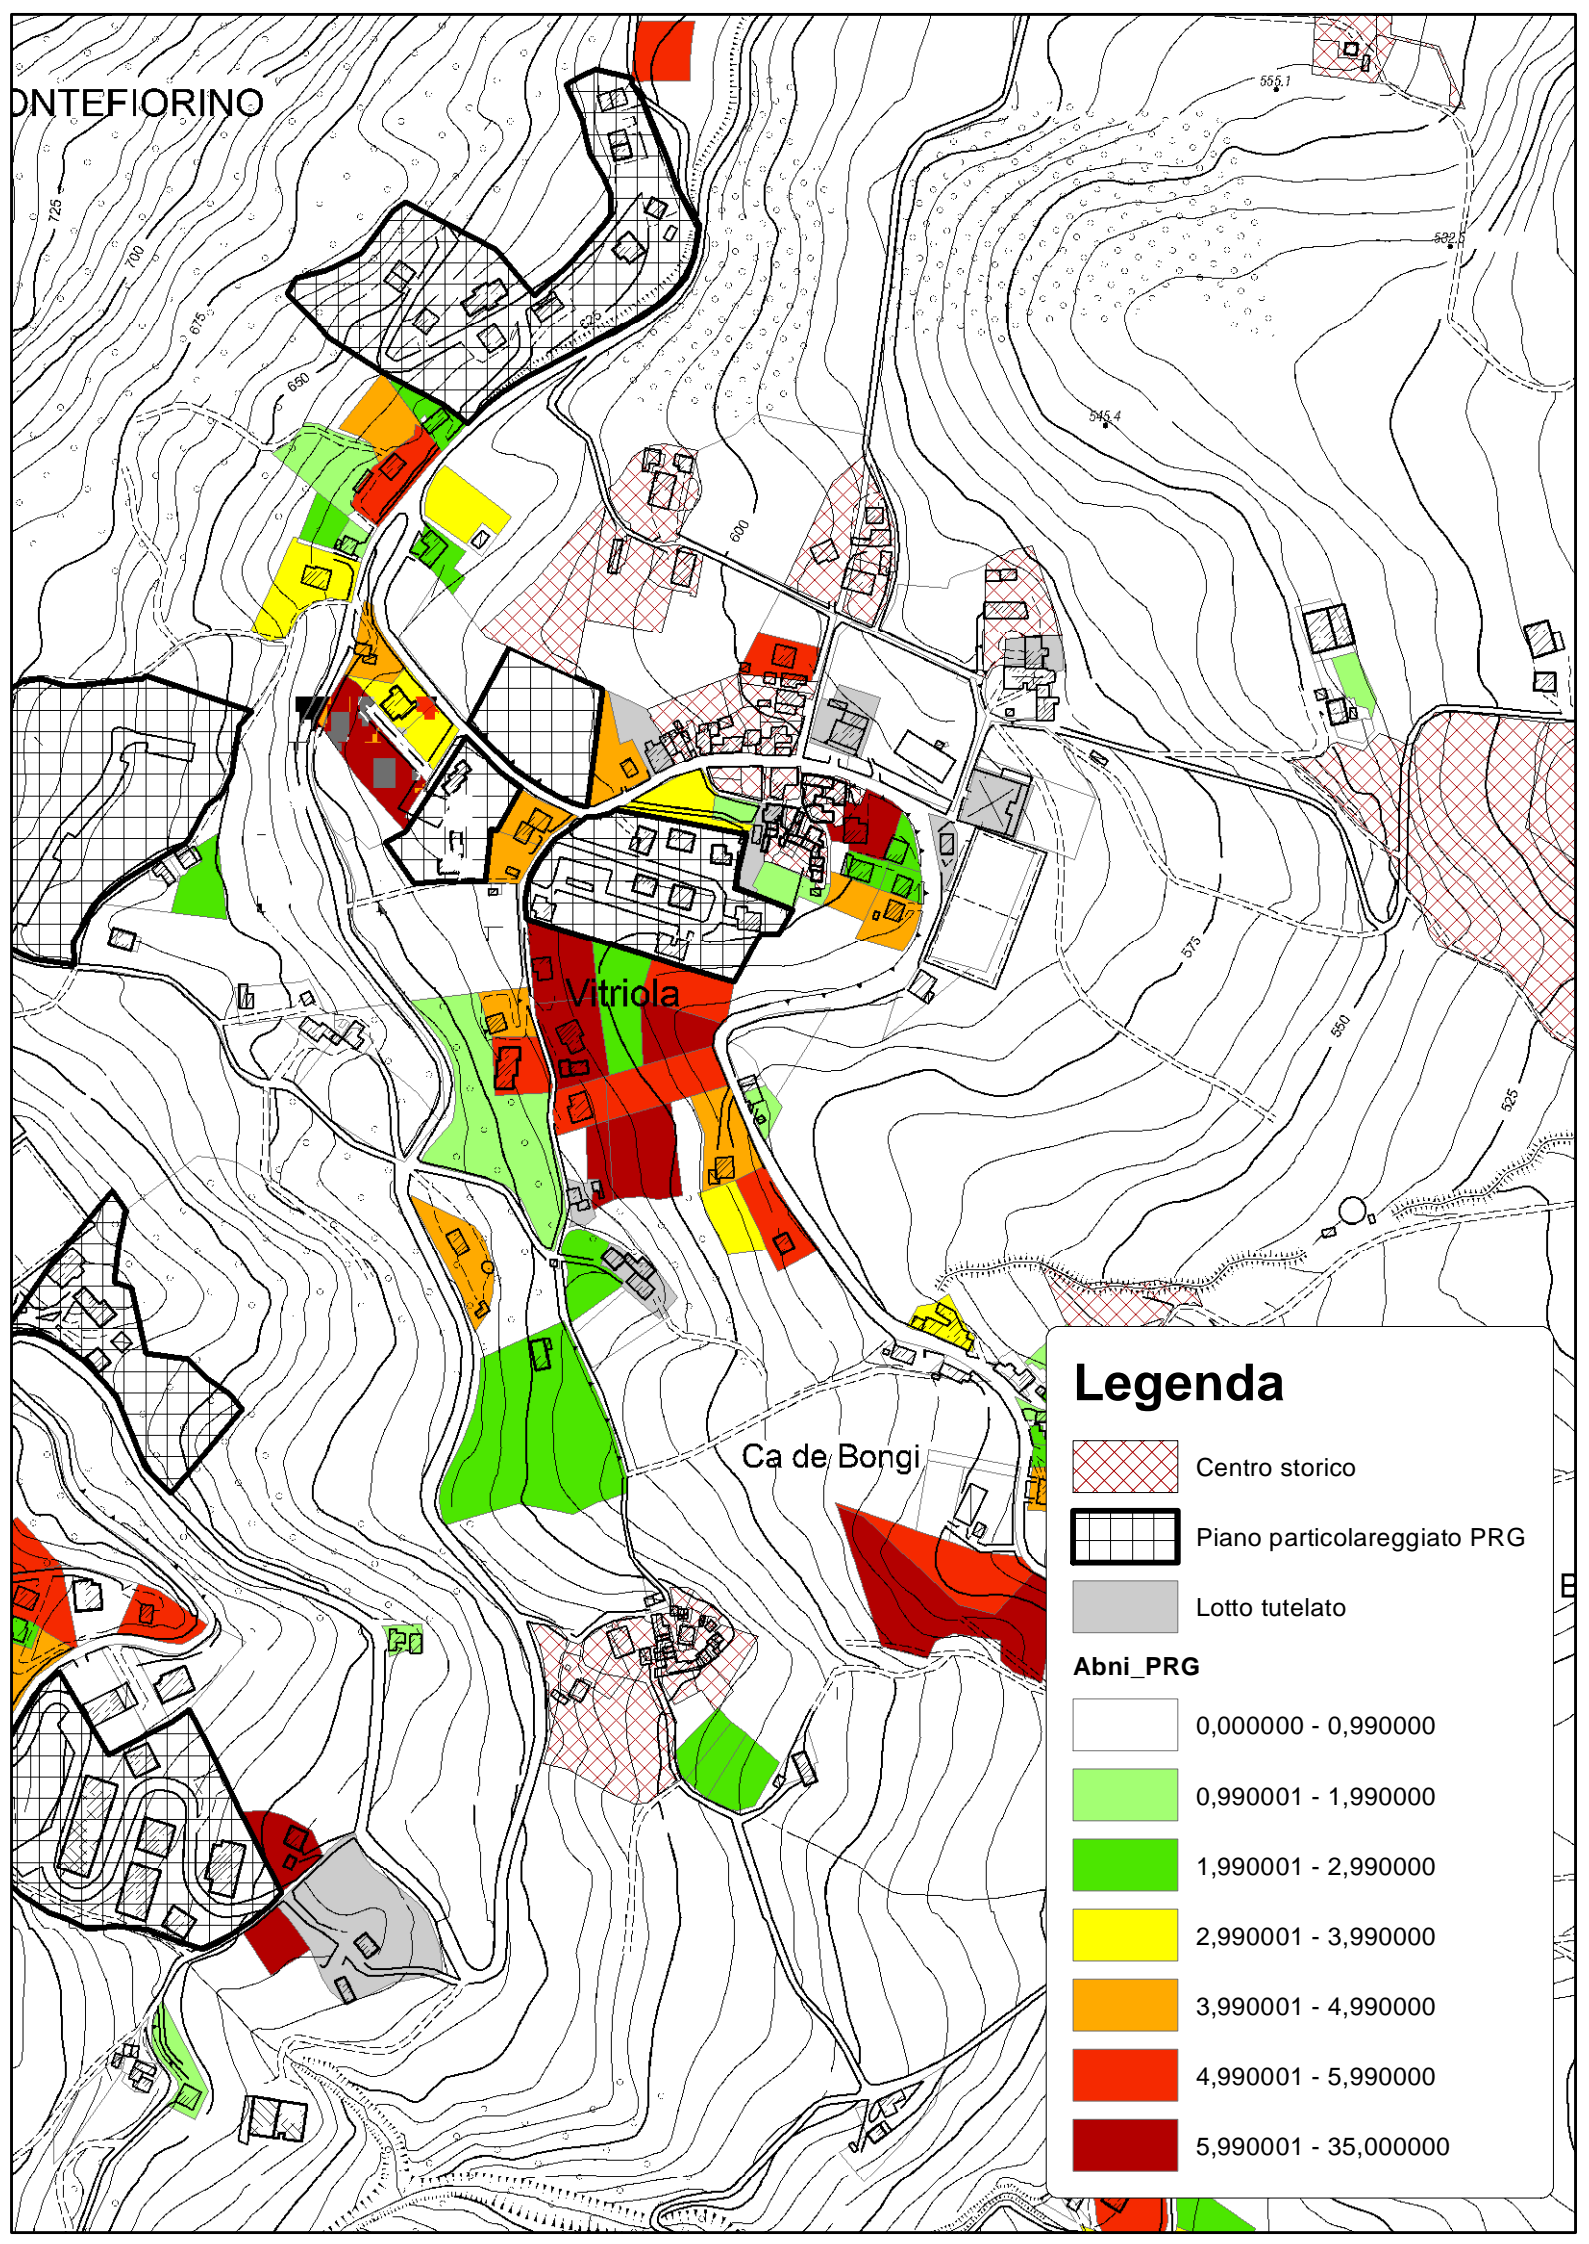 ONTEFIORINO
555.1
532.5
725
700
675
625
650
545.4
600
575
Vitriola
550
525
Legenda
Ca de Bongi
Centro storico
Piano particolareggiato PRG
B
Lotto tutelato
Abni_PRG
0,000000 - 0,990000
0,990001 - 1,990000
1,990001 - 2,990000
2,990001 - 3,990000
3,990001 - 4,990000
4,990001 - 5,990000
5,990001 - 35,000000